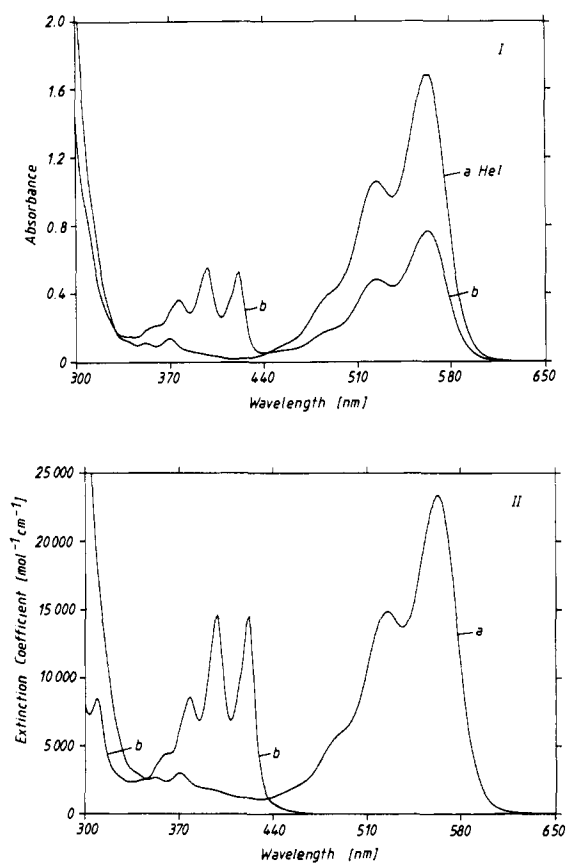 2.0
I
1.6
1.2
a HeI
0.8
b
0.4
b
0
300 370 440 510 580 650
Absorbance
Wavelength [nm]
25 000
II
20 000
15 000
a
10 000
5 000
b
b
0
300 370 440 510 580 650
Extinction Coefficient [mol⁻¹cm⁻¹]
Wavelength [nm]